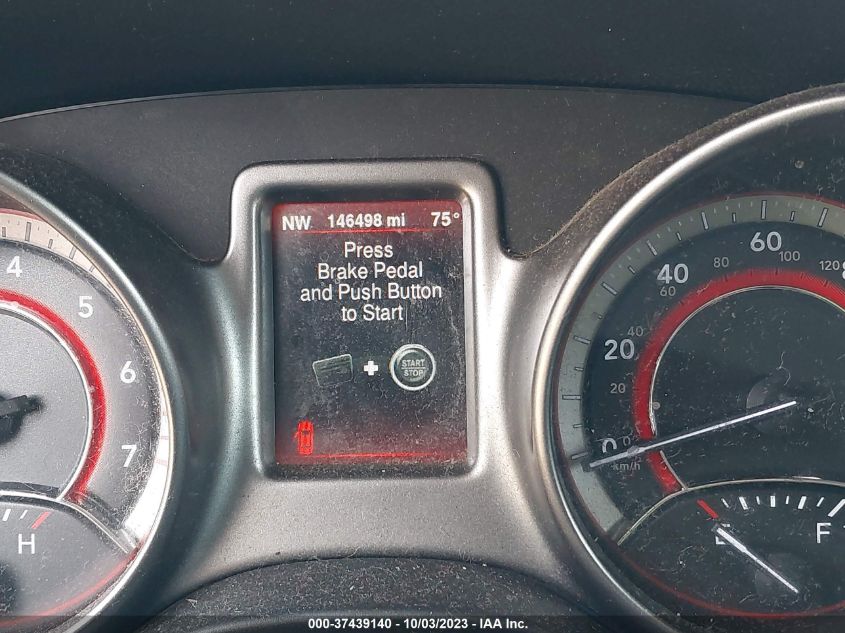 NW 146498 mi 75°
Press
Brake Pedal
and Push Button
to Start
START
STOP
4
5
6
7
H
0
20
40
60
0
20
40
60
80
100
120
km/h
E
F
000-37439140 - 10/03/2023 - IAA Inc.